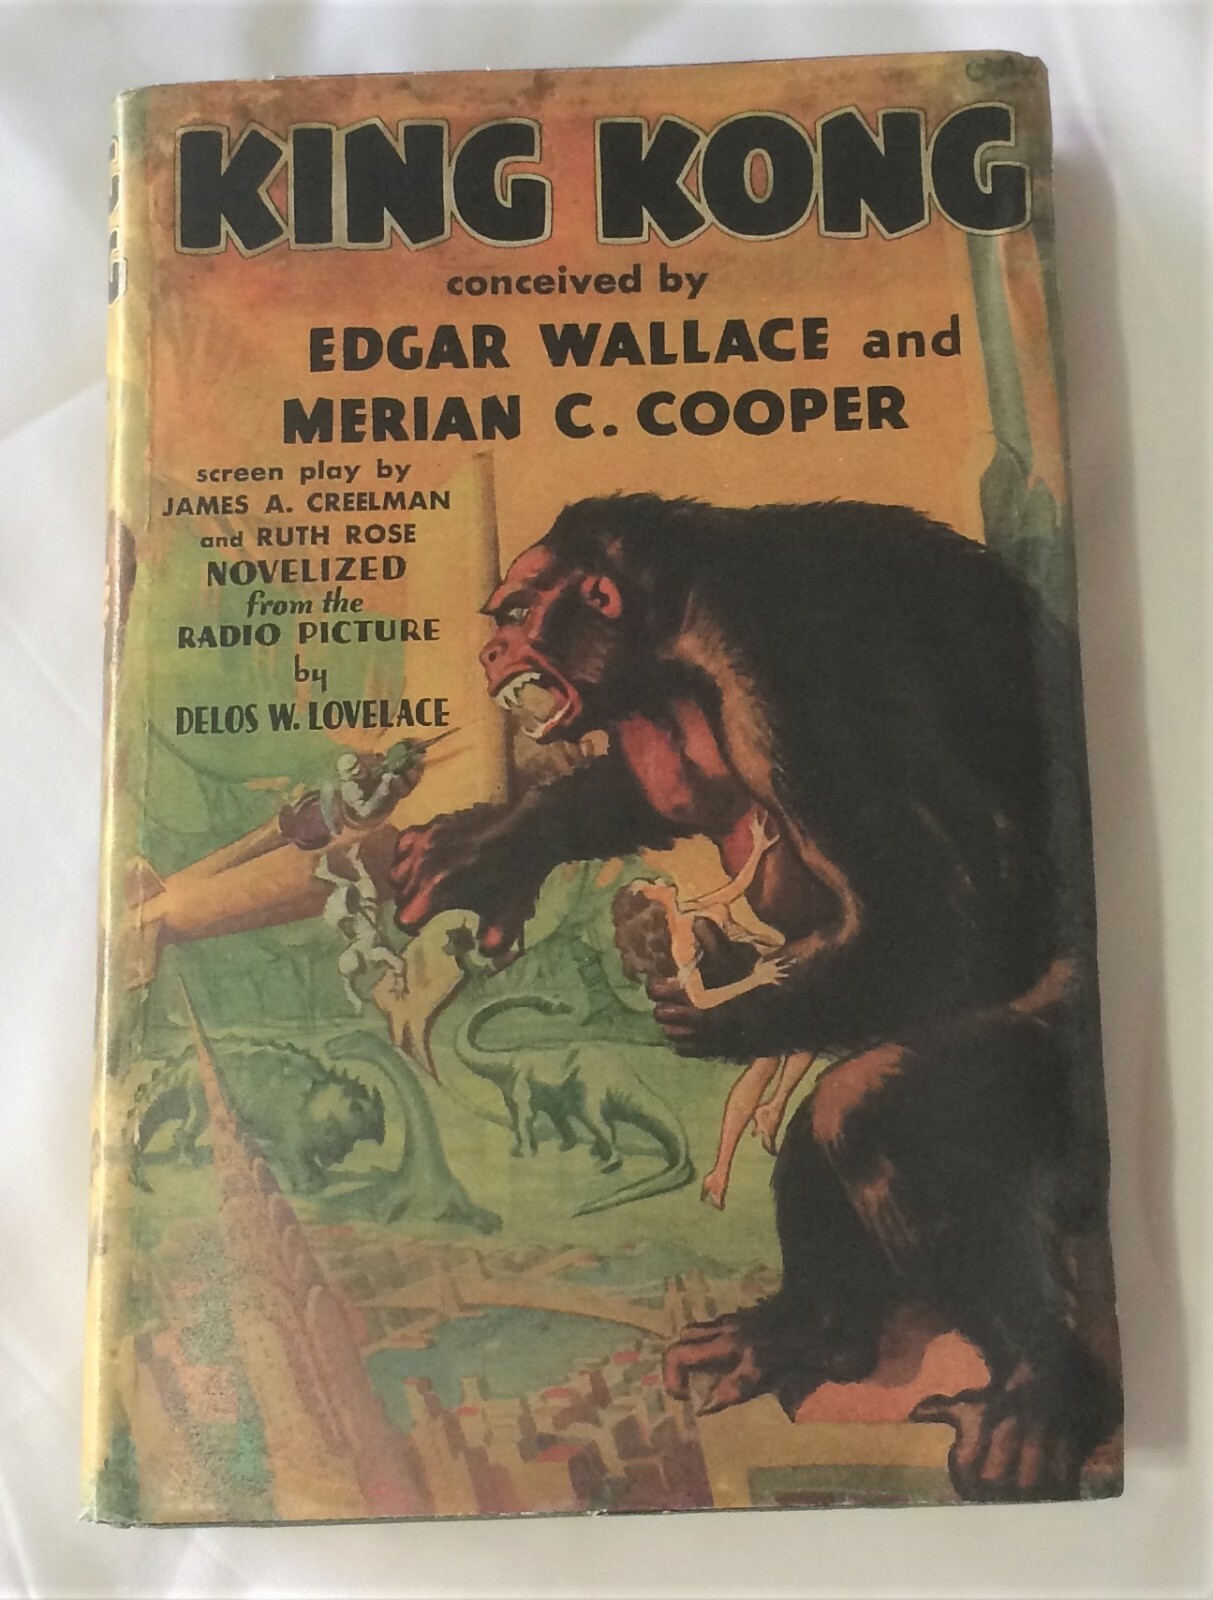 KING KONG
conceived by
EDGAR WALLACE and
MERIAN C. COOPER
screen play by
JAMES A. CREELMAN
and RUTH ROSE
NOVELIZED
from the
RADIO PICTURE
by
DELOS W. LOVELACE